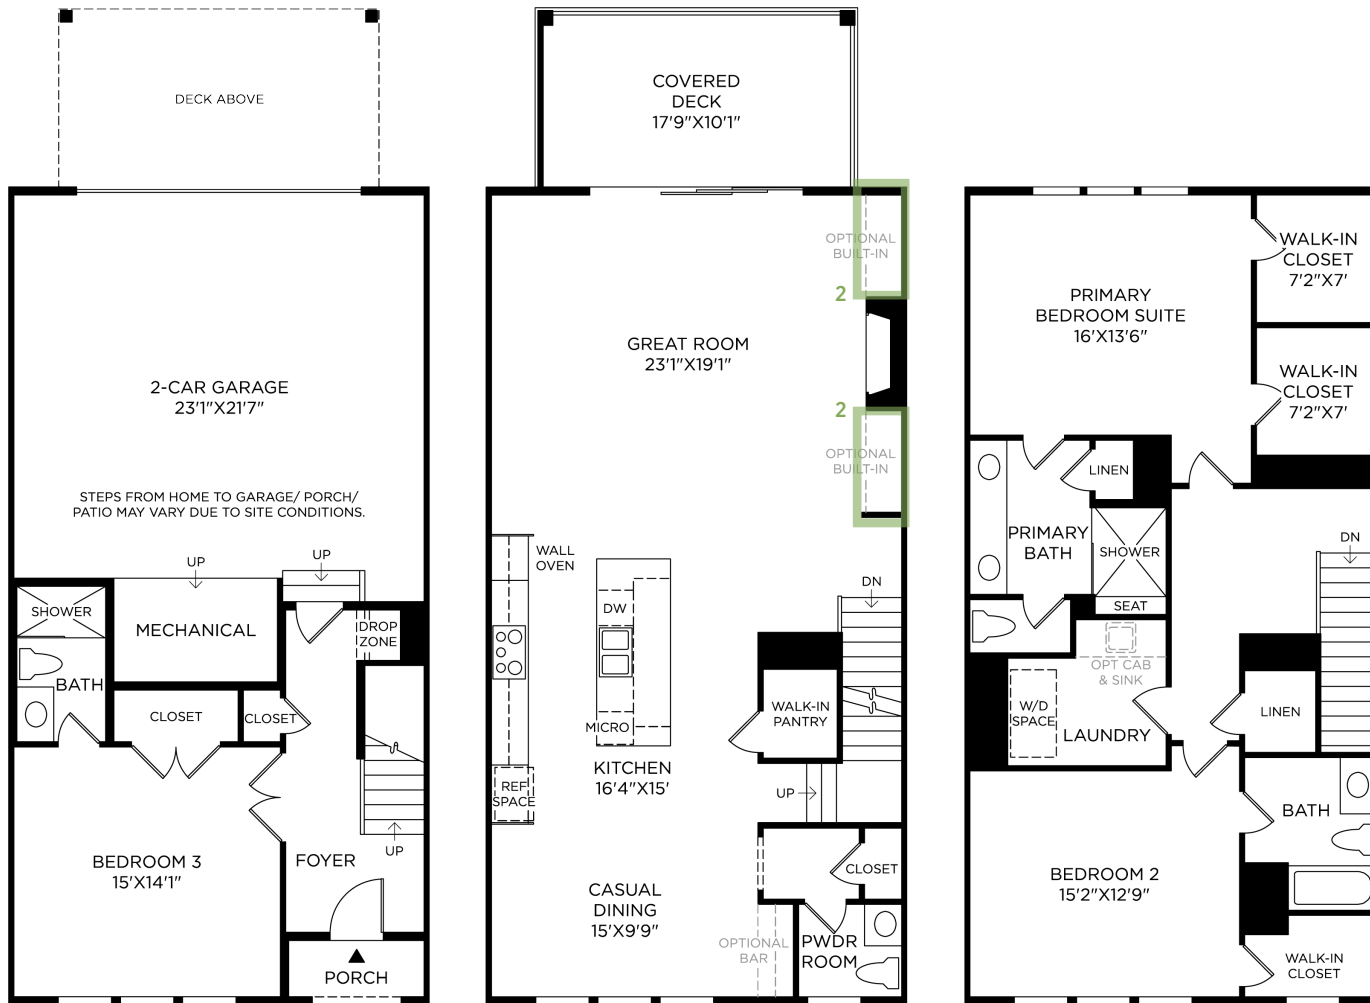 DECK ABOVE
2-CAR GARAGE
23'1"X21'7"
STEPS FROM HOME TO GARAGE/ PORCH/
PATIO MAY VARY DUE TO SITE CONDITIONS.
UP
UP
SHOWER
MECHANICAL
DROP
ZONE
BATH
CLOSET
CLOSET
BEDROOM 3
15'X14'1"
FOYER
UP
PORCH
COVERED
DECK
17'9"X10'1"
OPTIONAL
BUILT-IN
2
GREAT ROOM
23'1"X19'1"
2
OPTIONAL
BUILT-IN
WALL
OVEN
DW
DN
MICRO
WALK-IN
PANTRY
KITCHEN
16'4"X15'
REF
SPACE
UP
CASUAL
DINING
15'X9'9"
CLOSET
OPTIONAL
BAR
PWDR
ROOM
WALK-IN
CLOSET
7'2"X7'
PRIMARY
BEDROOM SUITE
16'X13'6"
WALK-IN
CLOSET
7'2"X7'
LINEN
PRIMARY
BATH
SHOWER
SEAT
DN
OPT CAB
& SINK
W/D
SPACE
LAUNDRY
LINEN
BATH
BEDROOM 2
15'2"X12'9"
WALK-IN
CLOSET